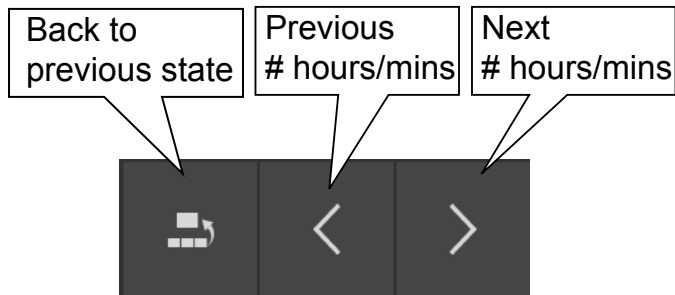 Back to
previous state
Previous
# hours/mins
Next
# hours/mins